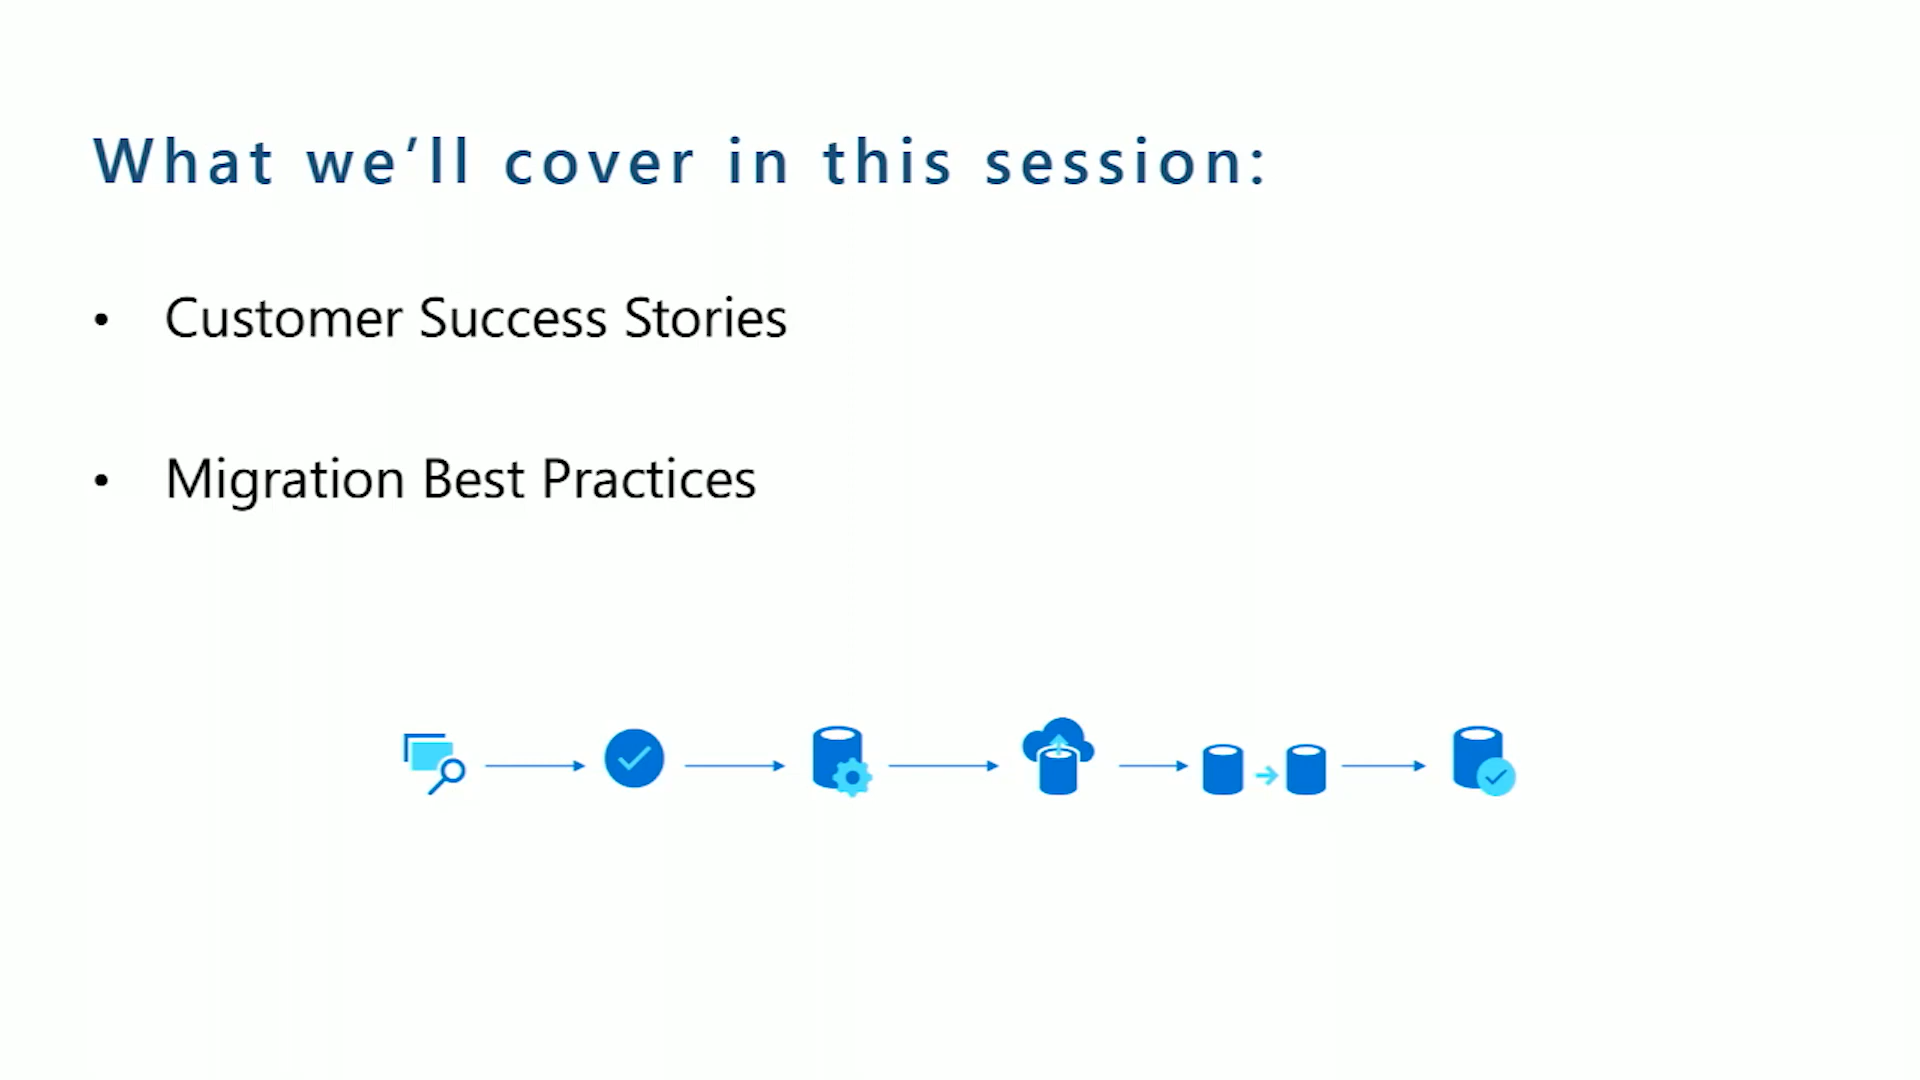 What we’ll cover in this session:
• Customer Success Stories
• Migration Best Practices